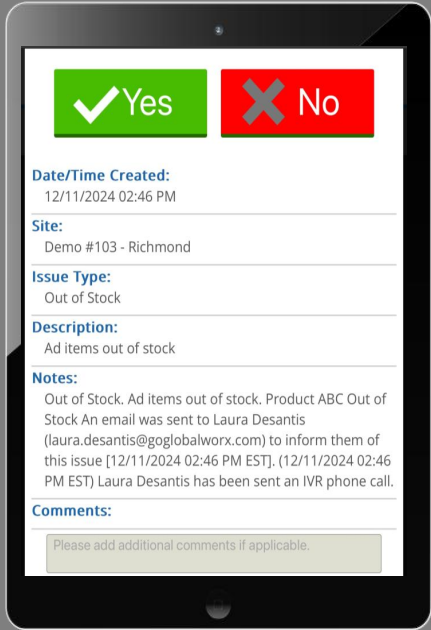 Yes No
Date/Time Created:
12/11/2024 02:46 PM
Site:
Demo #103 - Richmond
Issue Type:
Out of Stock
Description:
Ad items out of stock
Notes:
Out of Stock. Ad items out of stock. Product ABC Out of
Stock An email was sent to Laura Desantis
(laura.desantis@goglobalworx.com) to inform them of
this issue [12/11/2024 02:46 PM EST]. (12/11/2024 02:46
PM EST) Laura Desantis has been sent an IVR phone call.
Comments:
Please add additional comments if applicable.